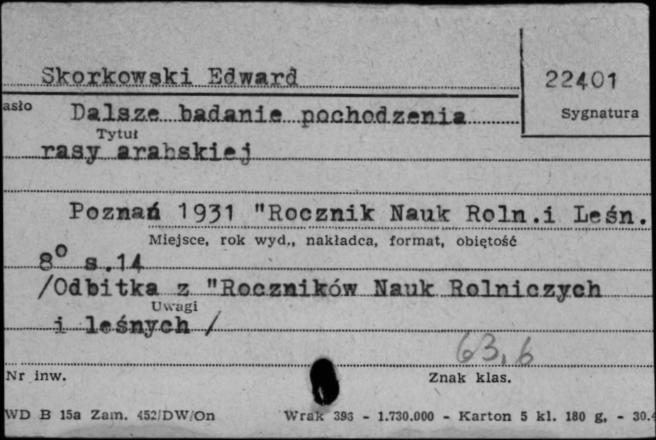 Skorkowski Edward
22401
asło
Sygnatura
Dalsze badanie pochodzenia
Tytuł
rasy arabskiej
Poznań 1931 "Rocznik Nauk Roln.i Leśn.
Miejsce, rok wyd., nakładca, format, objętość
8° s.14
/Odbitka z "Roczników Nauk Rolniczych
Uwagi
i leśnych /
63,6
Nr inw.
Znak klas.
WD B 15a Zam. 452/DW/On Wrak 393 - 1.730.000 - Karton 5 kl. 180 g, - 30.4